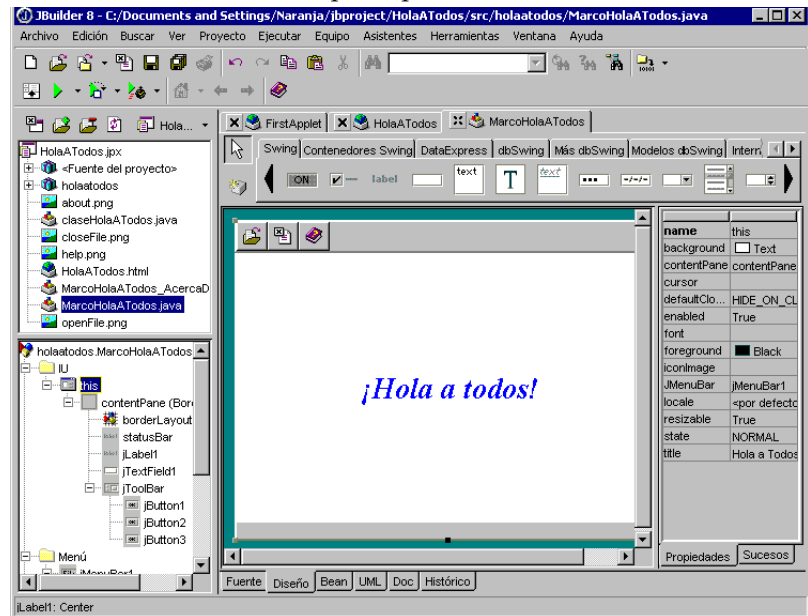 JBuilder 8 - C:/Documents and Settings/Naranja/jbproject/HolaATodos/src/holaatodos/MarcoHolaATodos.java
Archivo Edición Buscar Ver Proyecto Ejecutar Equipo Asistentes Herramientas Ventana Ayuda
Hola...
FirstApplet HolaATodos MarcoHolaATodos
Swing Contenedores Swing DataExpress dbSwing Más dbSwing Modelos dbSwing Intern
ON label text T text -/-/-
HolaATodos.jpx
<Fuente del proyecto>
holaatodos
about.png
claseHolaATodos.java
closeFile.png
help.png
HolaATodos.html
MarcoHolaATodos_AcercaD
MarcoHolaATodos.java
openFile.png
holaatodos.MarcoHolaATodos
IU
this
contentPane (Bor
borderLayout
statusBar
jLabel1
jTextField1
jToolBar
jButton1
jButton2
jButton3
Menú
jMenuBar1
¡Hola a todos!
name this
background Text
contentPane contentPane
cursor
defaultClo... HIDE_ON_CL
enabled True
font
foreground Black
iconImage
JMenuBar jMenuBar1
locale <por defecto
resizable True
state NORMAL
title Hola a Todos
Propiedades Sucesos
Fuente Diseño Bean UML Doc Histórico
jLabel1: Center